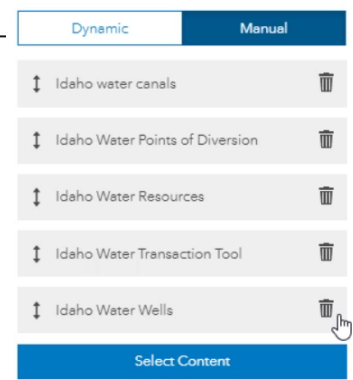 Dynamic Manual
Idaho water canals
Idaho Water Points of Diversion
Idaho Water Resources
Idaho Water Transaction Tool
Idaho Water Wells
Select Content